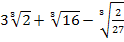 3∛2 + ∛16 − ∛(2/27)